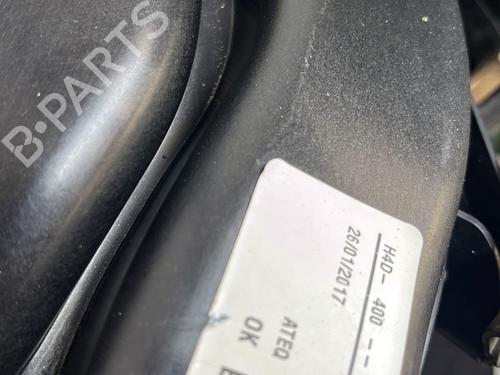 B-PARTS
H4D- 400 --
26/01/2017
ATEQ
OK